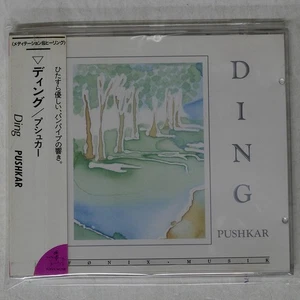 (メディテーション&ヒーリング)
▽ディング/プシュカー
Ding PUSHKAR
ひたすら優しい、パンパイプの響き。
DING
PUSHKAR